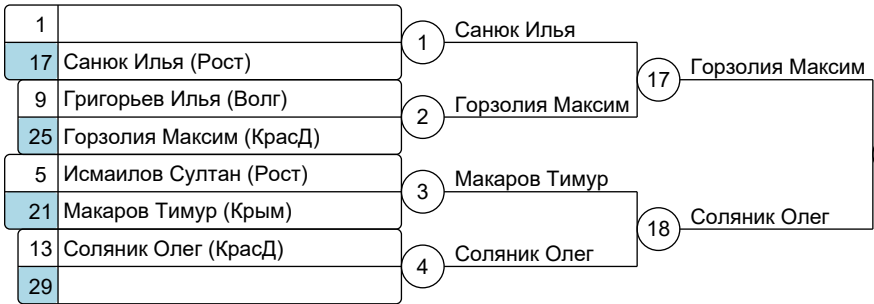 1
17 Санюк Илья (Рост)
1
Санюк Илья
9 Григорьев Илья (Волг)
25 Горзолия Максим (КрасД)
2
Горзолия Максим
17
Горзолия Максим
5 Исмаилов Султан (Рост)
21 Макаров Тимур (Крым)
3
Макаров Тимур
13 Соляник Олег (КрасД)
29
4
Соляник Олег
18
Соляник Олег